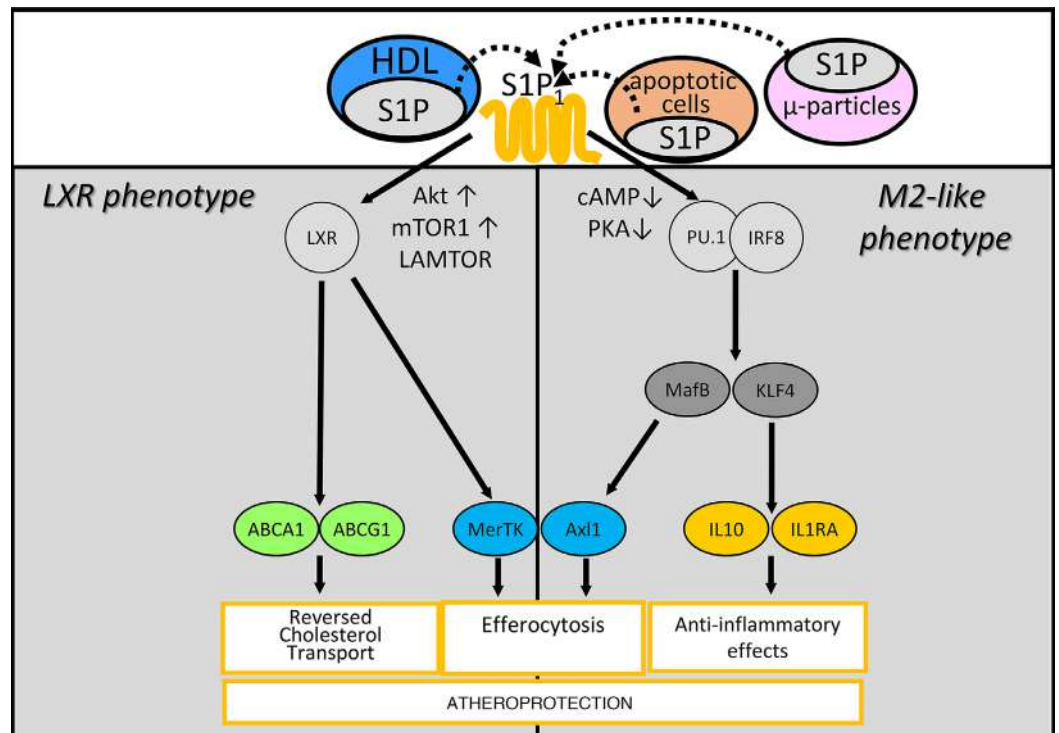 HDL
S1P
S1P1
apoptotic
cells
S1P
S1P
μ-particles
LXR phenotype
Akt ↑
mTOR1 ↑
LAMTOR
LXR
cAMP↓
PKA↓
PU.1
IRF8
M2-like
phenotype
MafB
KLF4
ABCA1
ABCG1
MerTK
Axl1
IL10
IL1RA
Reversed
Cholesterol
Transport
Efferocytosis
Anti-inflammatory
effects
ATHEROPROTECTION